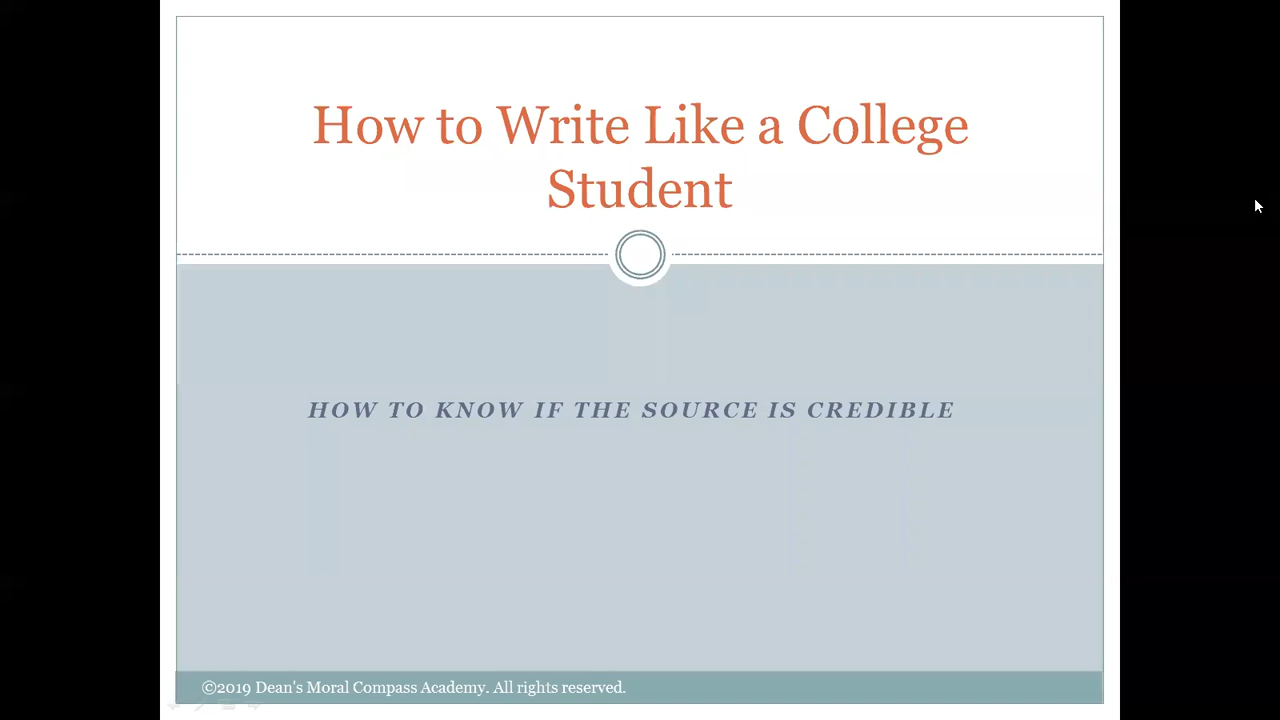 How to Write Like a College
Student
HOW TO KNOW IF THE SOURCE IS CREDIBLE
©2019 Dean's Moral Compass Academy. All rights reserved.